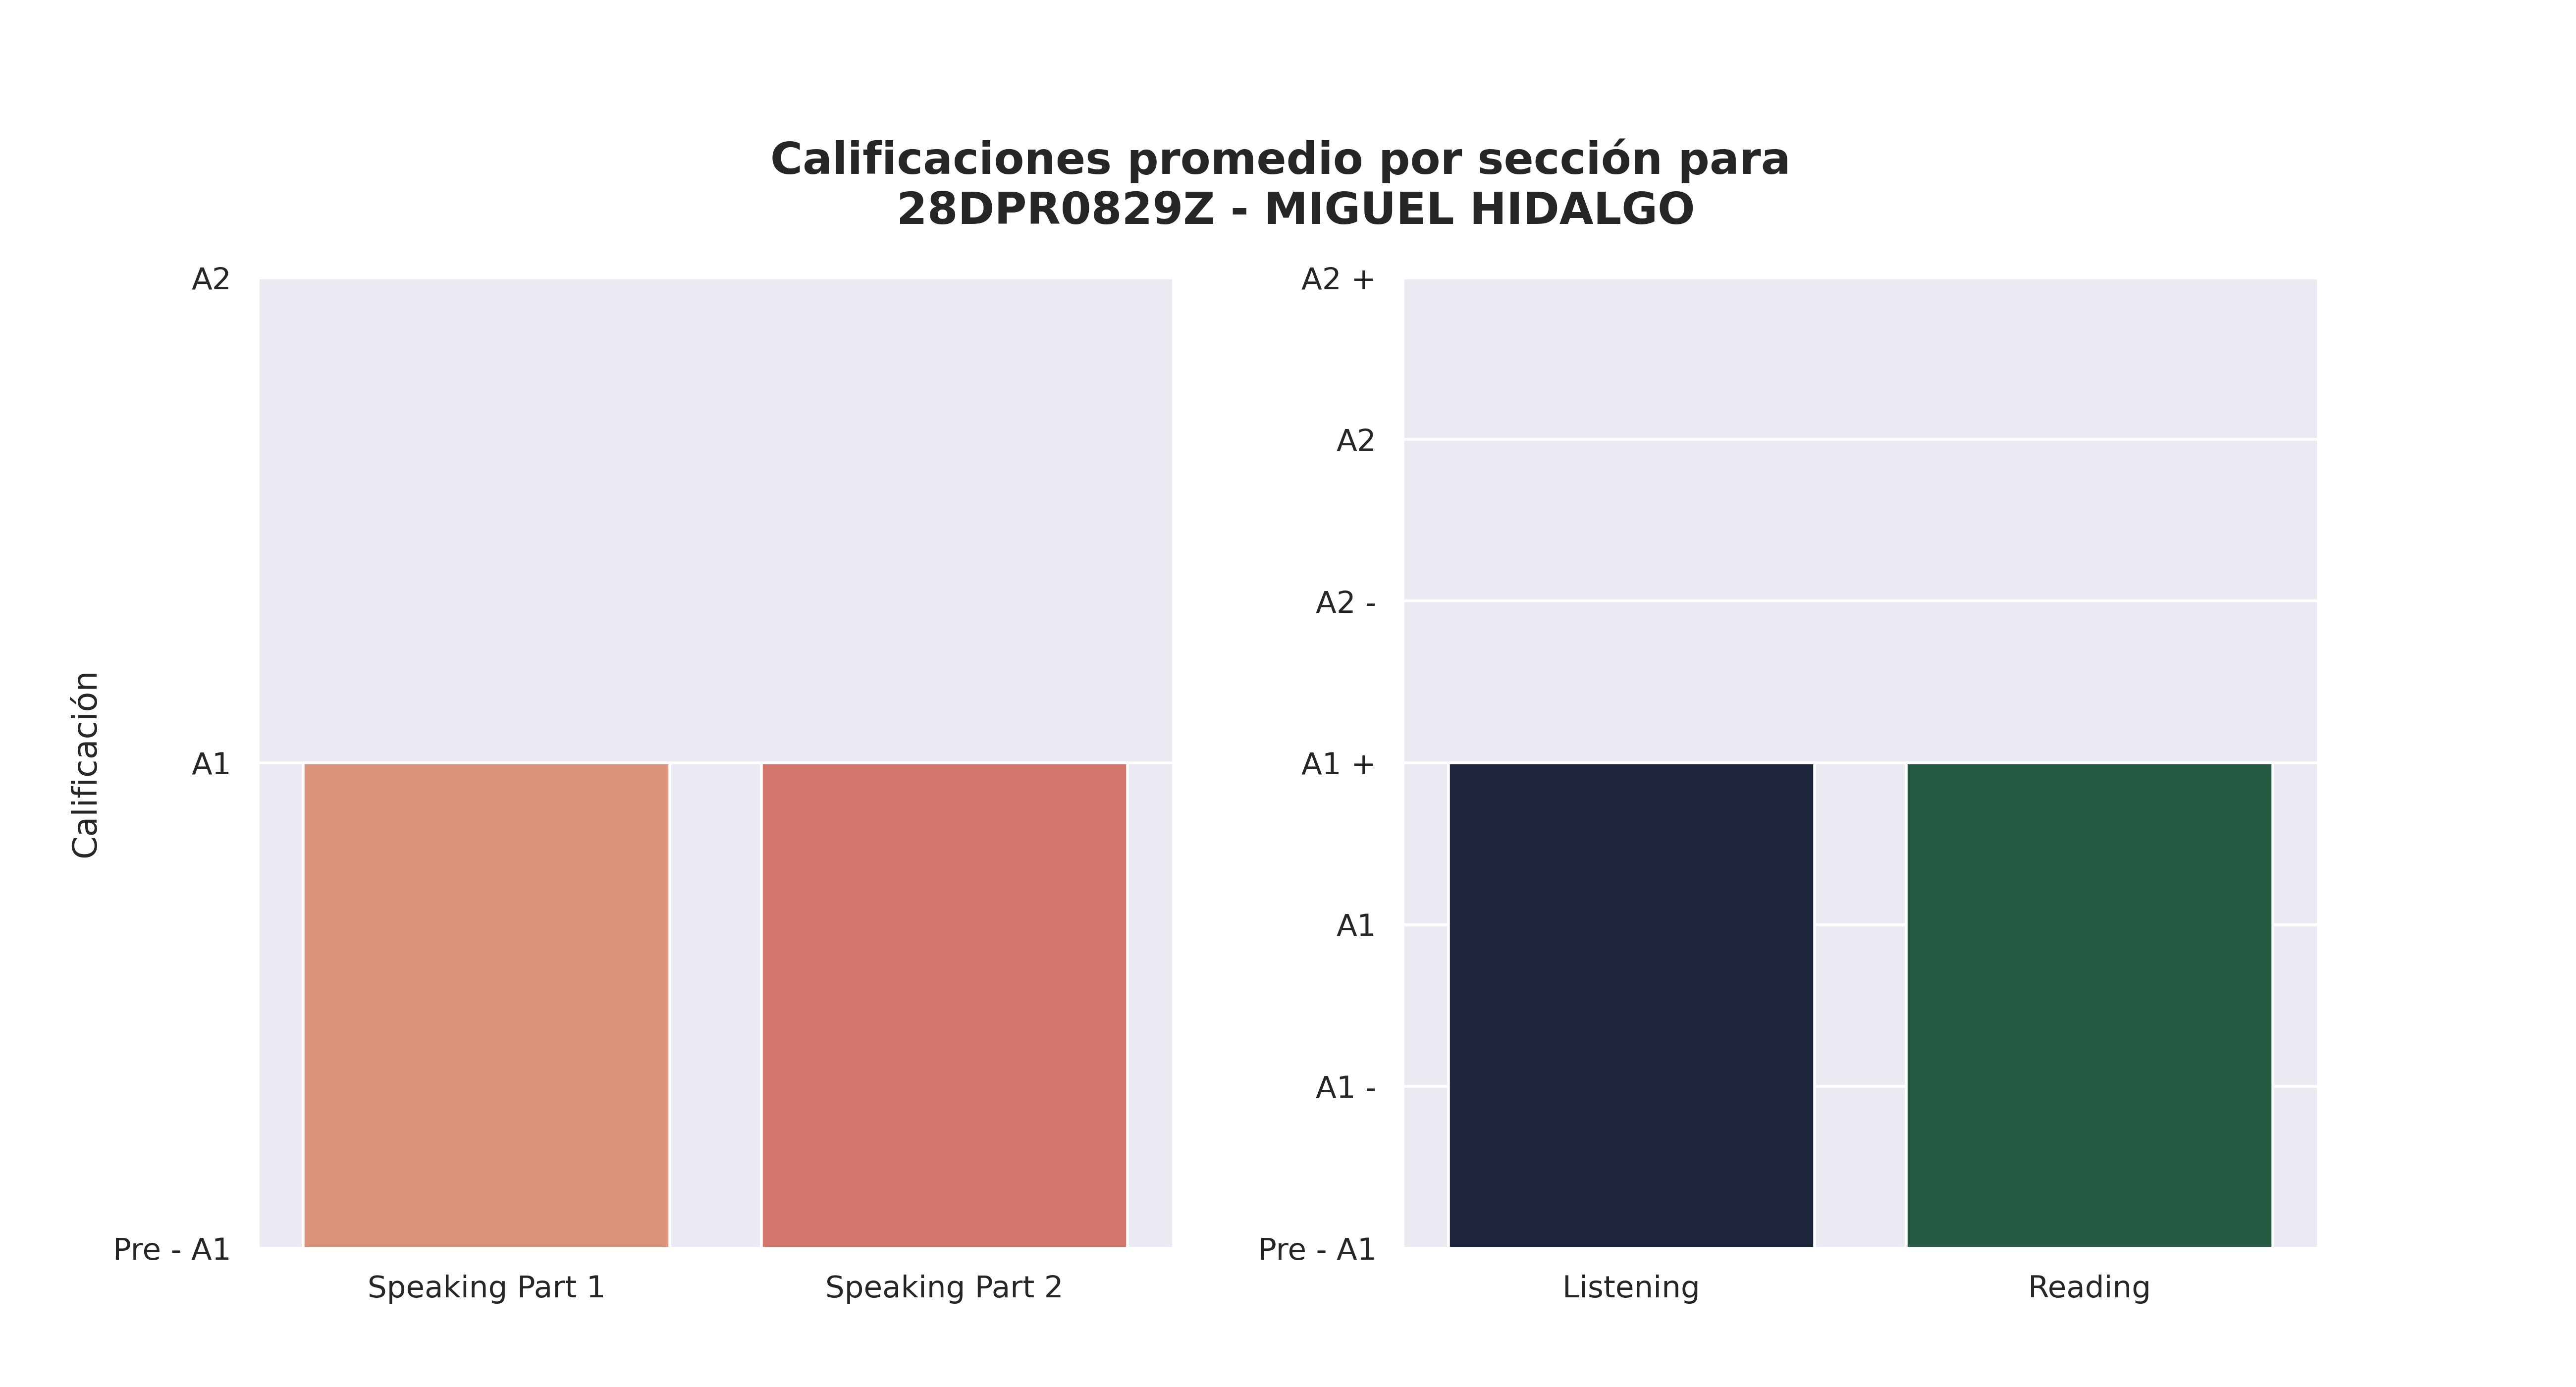 Calificaciones promedio por sección para
28DPR0829Z - MIGUEL HIDALGO
Calificación
A2
A1
Pre - A1
Speaking Part 1
Speaking Part 2
A2 +
A2
A2 -
A1 +
A1
A1 -
Pre - A1
Listening
Reading